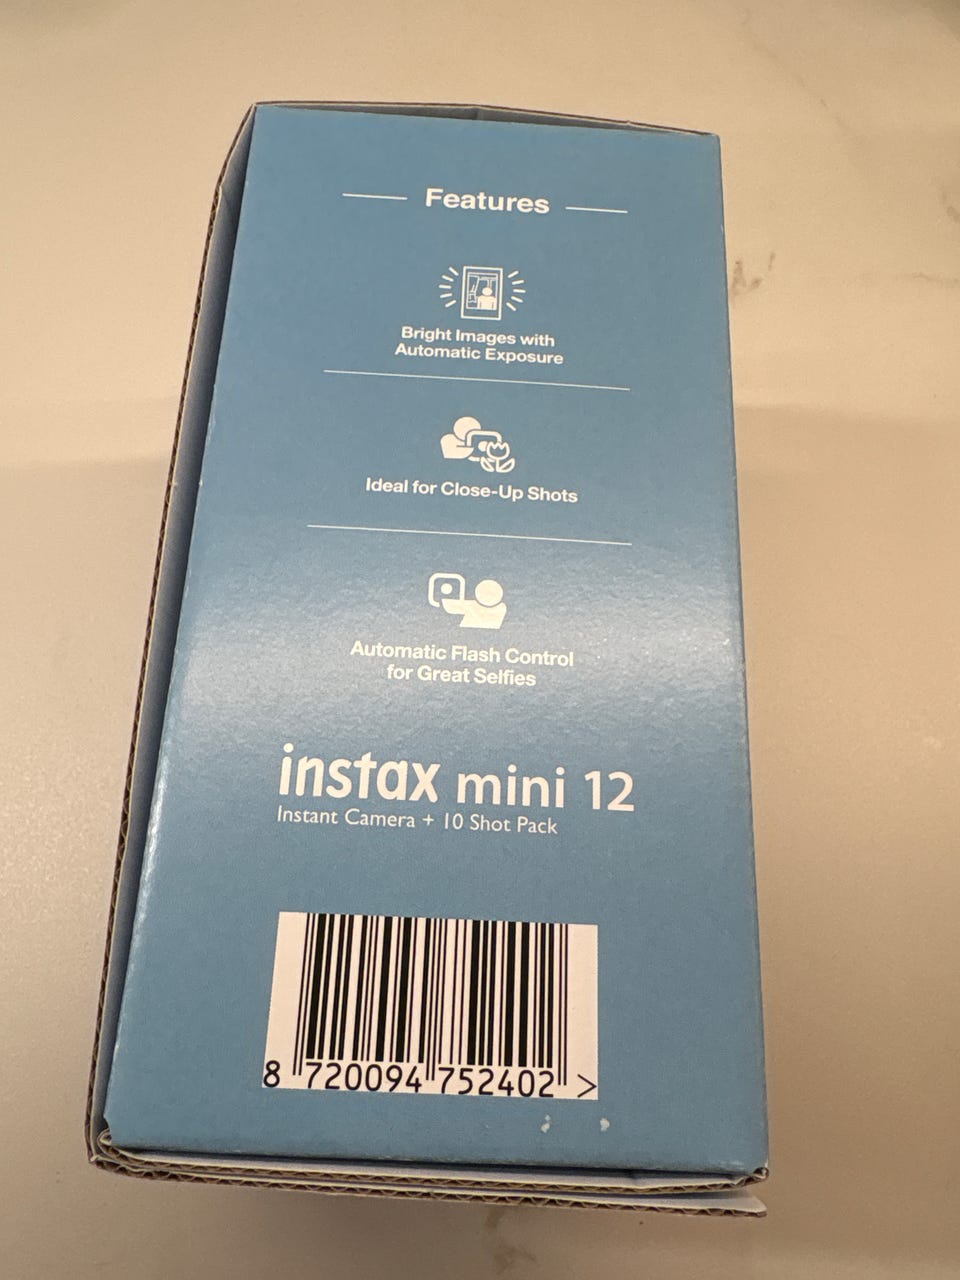 Features
Bright Images with
Automatic Exposure
Ideal for Close-Up Shots
Automatic Flash Control
for Great Selfies
instax mini 12
Instant Camera + 10 Shot Pack
8 720094 752402 >